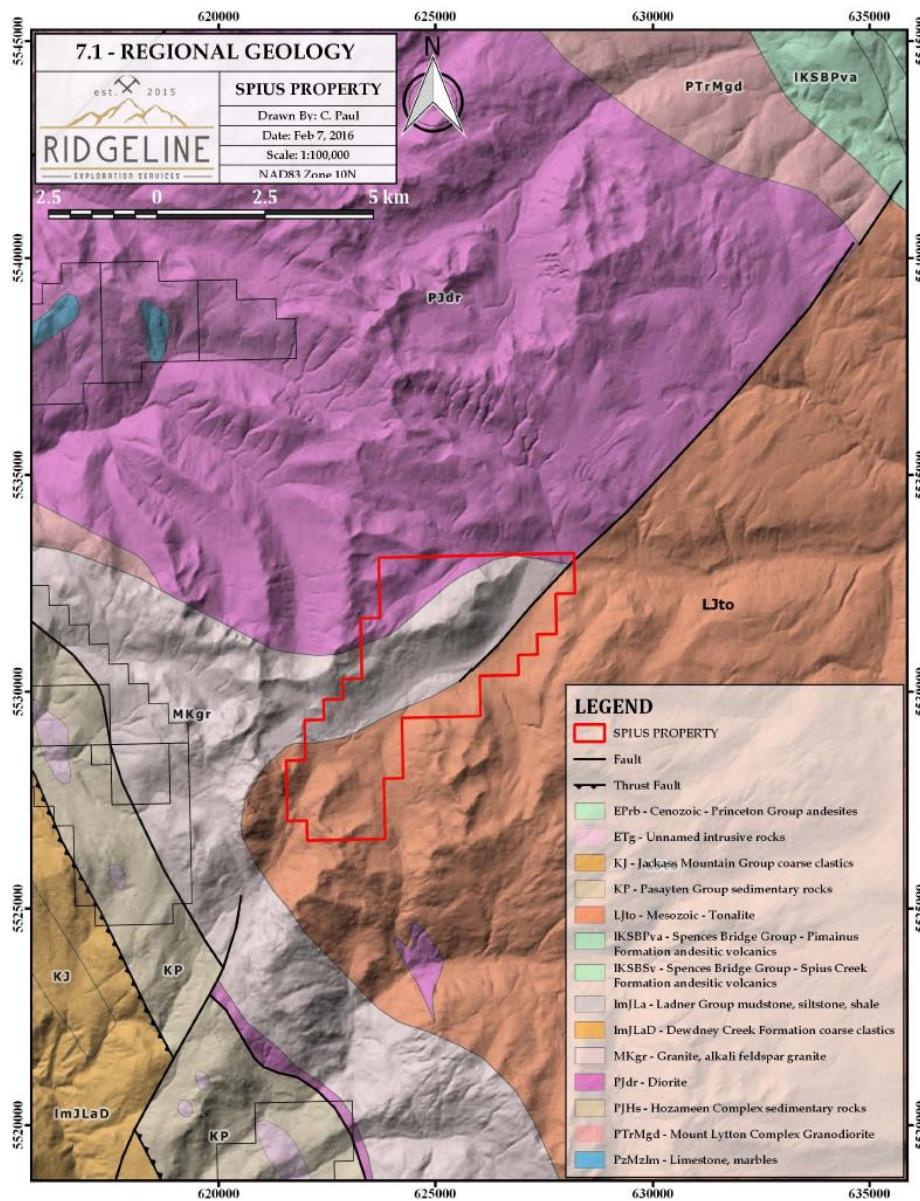 620000
625000
630000
635000
5545000
5545000
7.1 - REGIONAL GEOLOGY
est. 2015
RIDGELINE
EXPLORATION SERVICES
SPIUS PROPERTY
Drawn By: C. Paul
Date: Feb 7, 2016
Scale: 1:100,000
NAD83 Zone 10N
N
2.5 0 2.5 5 km
PTrMgd
lKSBPva
5540000
5540000
PJdr
5535000
5535000
LJto
5530000
5530000
MKgr
LEGEND
SPIUS PROPERTY
Fault
Thrust Fault
EPrb - Cenozoic - Princeton Group andesites
ETg - Unnamed intrusive rocks
KJ - Jackass Mountain Group coarse clastics
KP - Pasayten Group sedimentary rocks
LJto - Mesozoic - Tonalite
lKSBPva - Spences Bridge Group - Pimainus
Formation andesitic volcanics
lKSBSv - Spences Bridge Group - Spius Creek
Formation andesitic volcanics
lmJLa - Ladner Group mudstone, siltstone, shale
lmJLaD - Dewdney Creek Formation coarse clastics
MKgr - Granite, alkali feldspar granite
PJdr - Diorite
PJHs - Hozameen Complex sedimentary rocks
PTrMgd - Mount Lytton Complex Granodiorite
PzMzlm - Limestone, marbles
5525000
5525000
KJ
KP
lmJLaD
KP
5520000
5520000
620000
625000
630000
635000